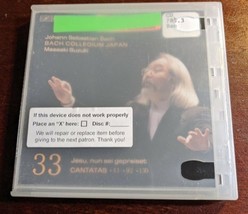 Johann Sebastian Bach
BACH COLLEGIUM JAPAN
Masaaki Suzuki
If this device does not work properly
Place an "X" here: Disc #:
We will repair or replace item before
giving to the next patron. Thank you!
33
Jesu, nun sei gepreiset
CANTATAS